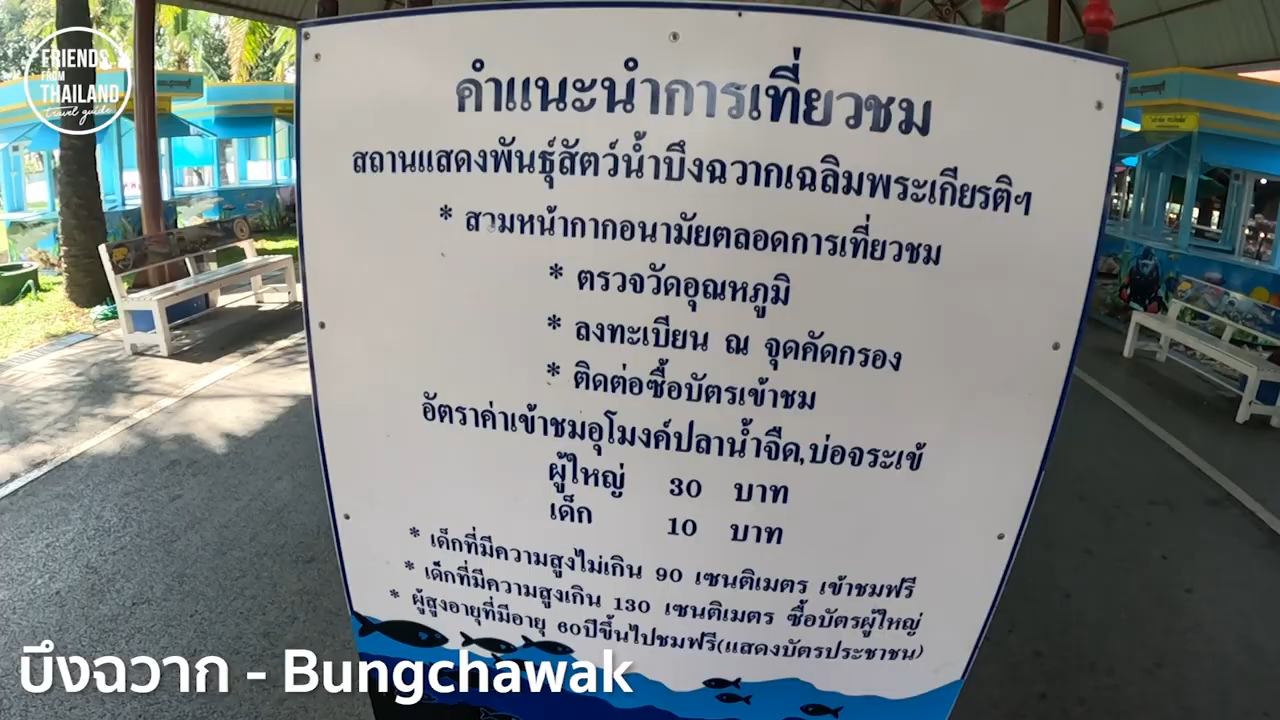 FRIENDS
FROM
THAILAND
travel guide
คำแนะนำการเที่ยวชม
สถานแสดงพันธุ์สัตว์น้ำบึงฉวากเฉลิมพระเกียรติฯ
* สวมหน้ากากอนามัยตลอดการเที่ยวชม
* ตรวจวัดอุณหภูมิ
* ลงทะเบียน ณ จุดคัดกรอง
* ติดต่อซื้อบัตรเข้าชม
อัตราค่าเข้าชมอุโมงค์ปลาน้ำจืด,บ่อจระเข้
ผู้ใหญ่ 30 บาท
เด็ก 10 บาท
* เด็กที่มีความสูงไม่เกิน 90 เซนติเมตร เข้าชมฟรี
* เด็กที่มีความสูงเกิน 130 เซนติเมตร ซื้อบัตรผู้ใหญ่
* ผู้สูงอายุที่มีอายุ 60ปีขึ้นไปชมฟรี(แสดงบัตรประชาชน)
บึงฉวาก - Bungchawak